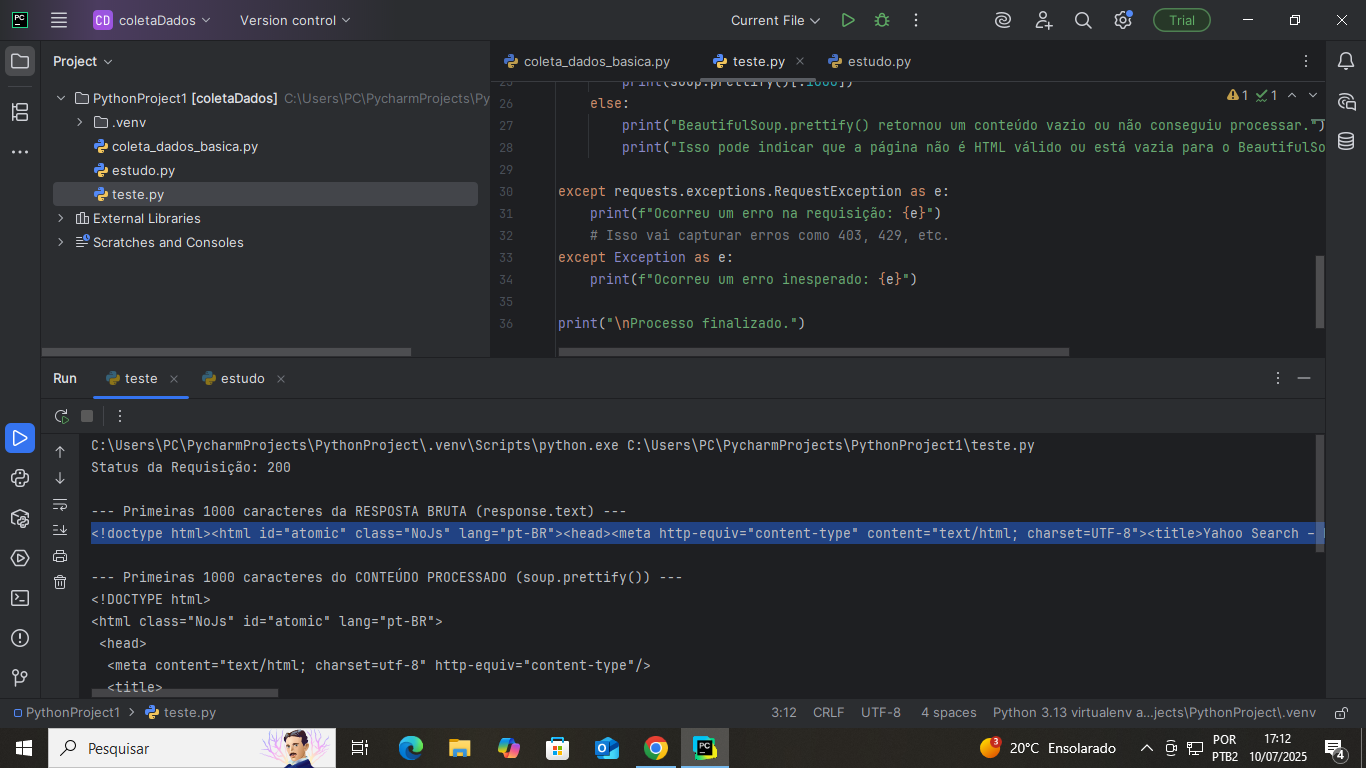 PC
CD coletaDados
Version control
Current File
Trial
Project
coleta_dados_basica.py
teste.py
estudo.py
PythonProject1 [coletaDados] C:\Users\PC\PycharmProjects\Py
.venv
coleta_dados_basica.py
estudo.py
teste.py
External Libraries
Scratches and Consoles
25 print(soup.prettify()[:1000])
26 else:
27 print("BeautifulSoup.prettify() retornou um conteúdo vazio ou não conseguiu processar.")
28 print("Isso pode indicar que a página não é HTML válido ou está vazia para o BeautifulSo
29
30 except requests.exceptions.RequestException as e:
31 print(f"Ocorreu um erro na requisição: {e}")
32 # Isso vai capturar erros como 403, 429, etc.
33 except Exception as e:
34 print(f"Ocorreu um erro inesperado: {e}")
35
36 print("\nProcesso finalizado.")
1 1
Run
teste
estudo
C:\Users\PC\PycharmProjects\PythonProject\.venv\Scripts\python.exe C:\Users\PC\PycharmProjects\PythonProject1\teste.py
Status da Requisição: 200
--- Primeiras 1000 caracteres da RESPOSTA BRUTA (response.text) ---
<!doctype html><html id="atomic" class="NoJs" lang="pt-BR"><head><meta http-equiv="content-type" content="text/html; charset=UTF-8"><title>Yahoo Search -
--- Primeiras 1000 caracteres do CONTEÚDO PROCESSADO (soup.prettify()) ---
<!DOCTYPE html>
<html class="NoJs" id="atomic" lang="pt-BR">
<head>
<meta content="text/html; charset=utf-8" http-equiv="content-type"/>
<title>
PythonProject1
teste.py
3:12
CRLF
UTF-8
4 spaces
Python 3.13 virtualenv a...jects\PythonProject\.venv
Pesquisar
PC
3
20°C Ensolarado
POR
PTB2
17:12
10/07/2025
4